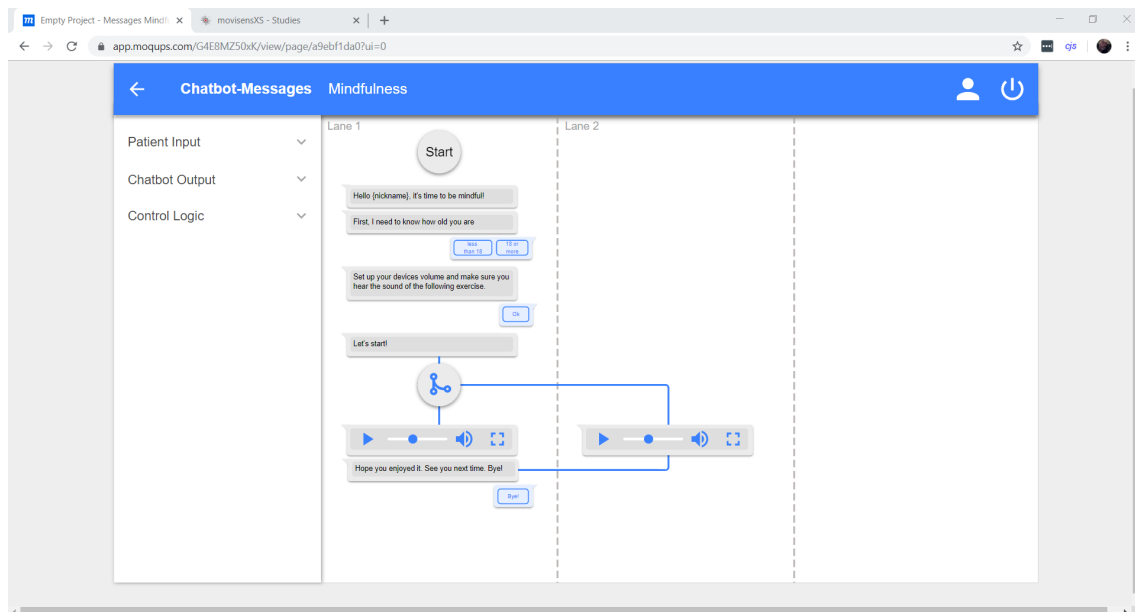 Empty Project - Messages Mindfu
movisensXS - Studies
app.moqups.com/G4E8MZ50xK/view/page/a9ebf1da0?ui=0
cjs
Chatbot-Messages Mindfulness
Patient Input
Chatbot Output
Control Logic
Lane 1
Lane 2
Start
Hello {nickname}, it's time to be mindful!
First, I need to know how old you are
less
than 18
18 or
more
Set up your devices volume and make sure you
hear the sound of the following exercise.
Ok
Let's start!
Hope you enjoyed it. See you next time. Bye!
Bye!